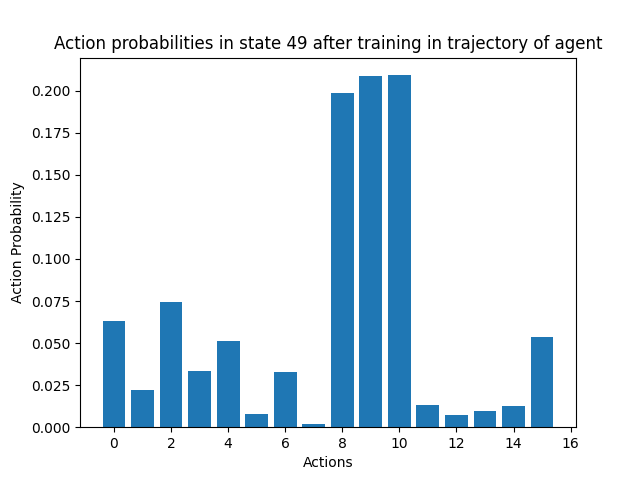 Action probabilities in state 49 after training in trajectory of agent
0.200
0.175
0.150
0.125
0.100
0.075
0.050
0.025
0.000
Action Probability
0 2 4 6 8 10 12 14 16
Actions